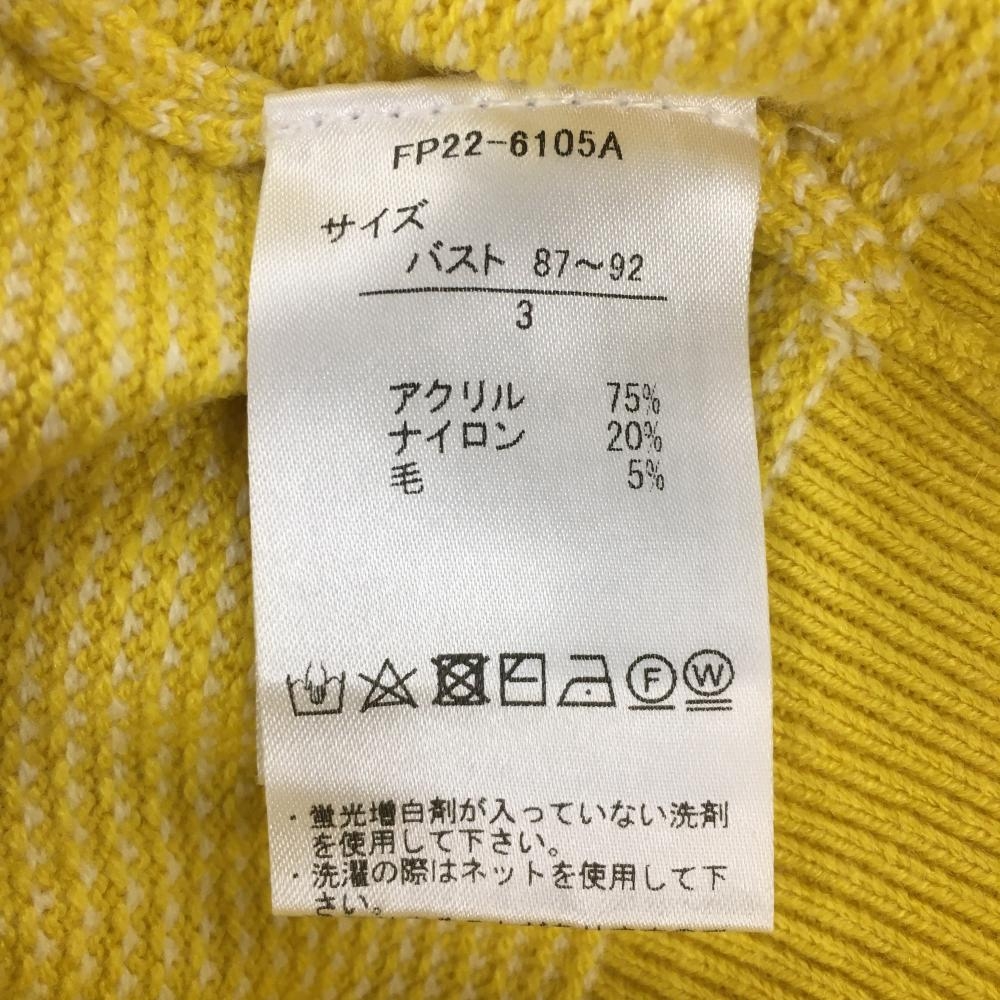 FP22-6105A
サイズ
バスト 87～92
3
アクリル 75%
ナイロン 20%
毛 5%
F W
・蛍光増白剤が入っていない洗剤
を使用して下さい。
・洗濯の際はネットを使用して下
さい。